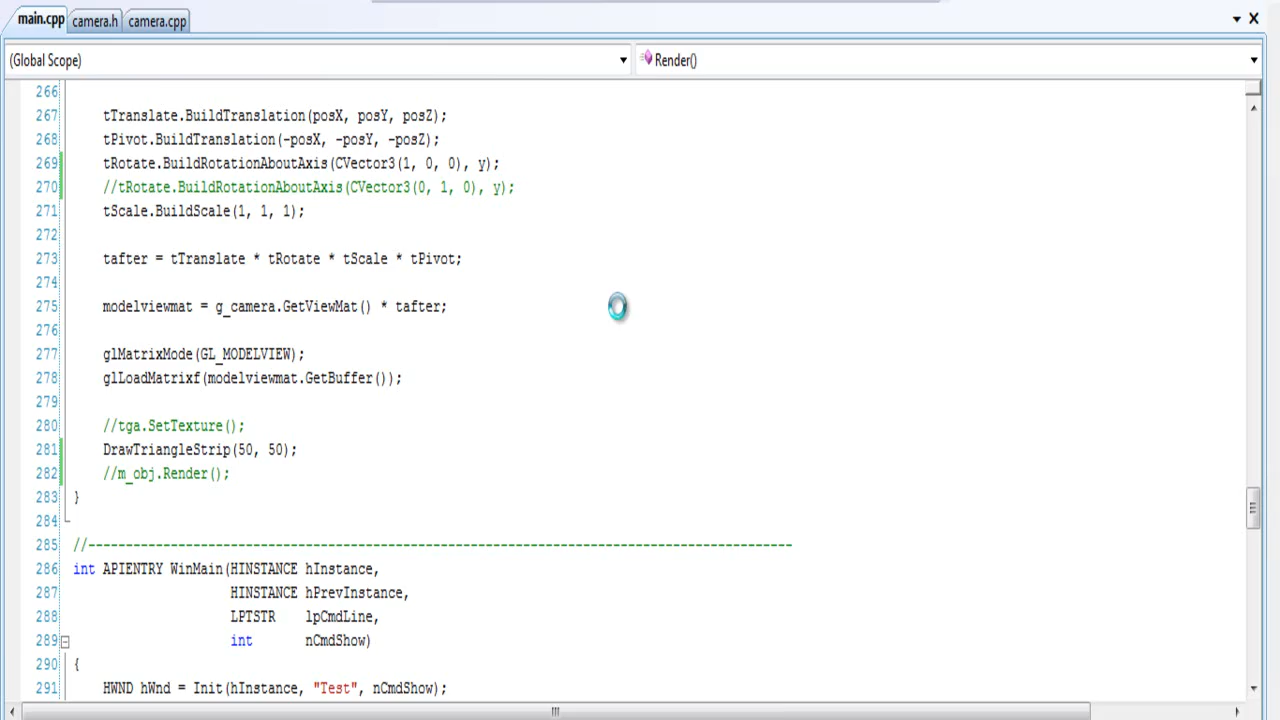 main.cpp camera.h camera.cpp
(Global Scope) Render()
266
267 tTranslate.BuildTranslation(posX, posY, posZ);
268 tPivot.BuildTranslation(-posX, -posY, -posZ);
269 tRotate.BuildRotationAboutAxis(CVector3(1, 0, 0), y);
270 //tRotate.BuildRotationAboutAxis(CVector3(0, 1, 0), y);
271 tScale.BuildScale(1, 1, 1);
272
273 tafter = tTranslate * tRotate * tScale * tPivot;
274
275 modelviewmat = g_camera.GetViewMat() * tafter;
276
277 glMatrixMode(GL_MODELVIEW);
278 glLoadMatrixf(modelviewmat.GetBuffer());
279
280 //tga.SetTexture();
281 DrawTriangleStrip(50, 50);
282 //m_obj.Render();
283 }
284
285 //----------------------------------------------------------------------------------------------
286 int APIENTRY WinMain(HINSTANCE hInstance,
287 HINSTANCE hPrevInstance,
288 LPTSTR lpCmdLine,
289 int nCmdShow)
290 {
291 HWND hWnd = Init(hInstance, "Test", nCmdShow);